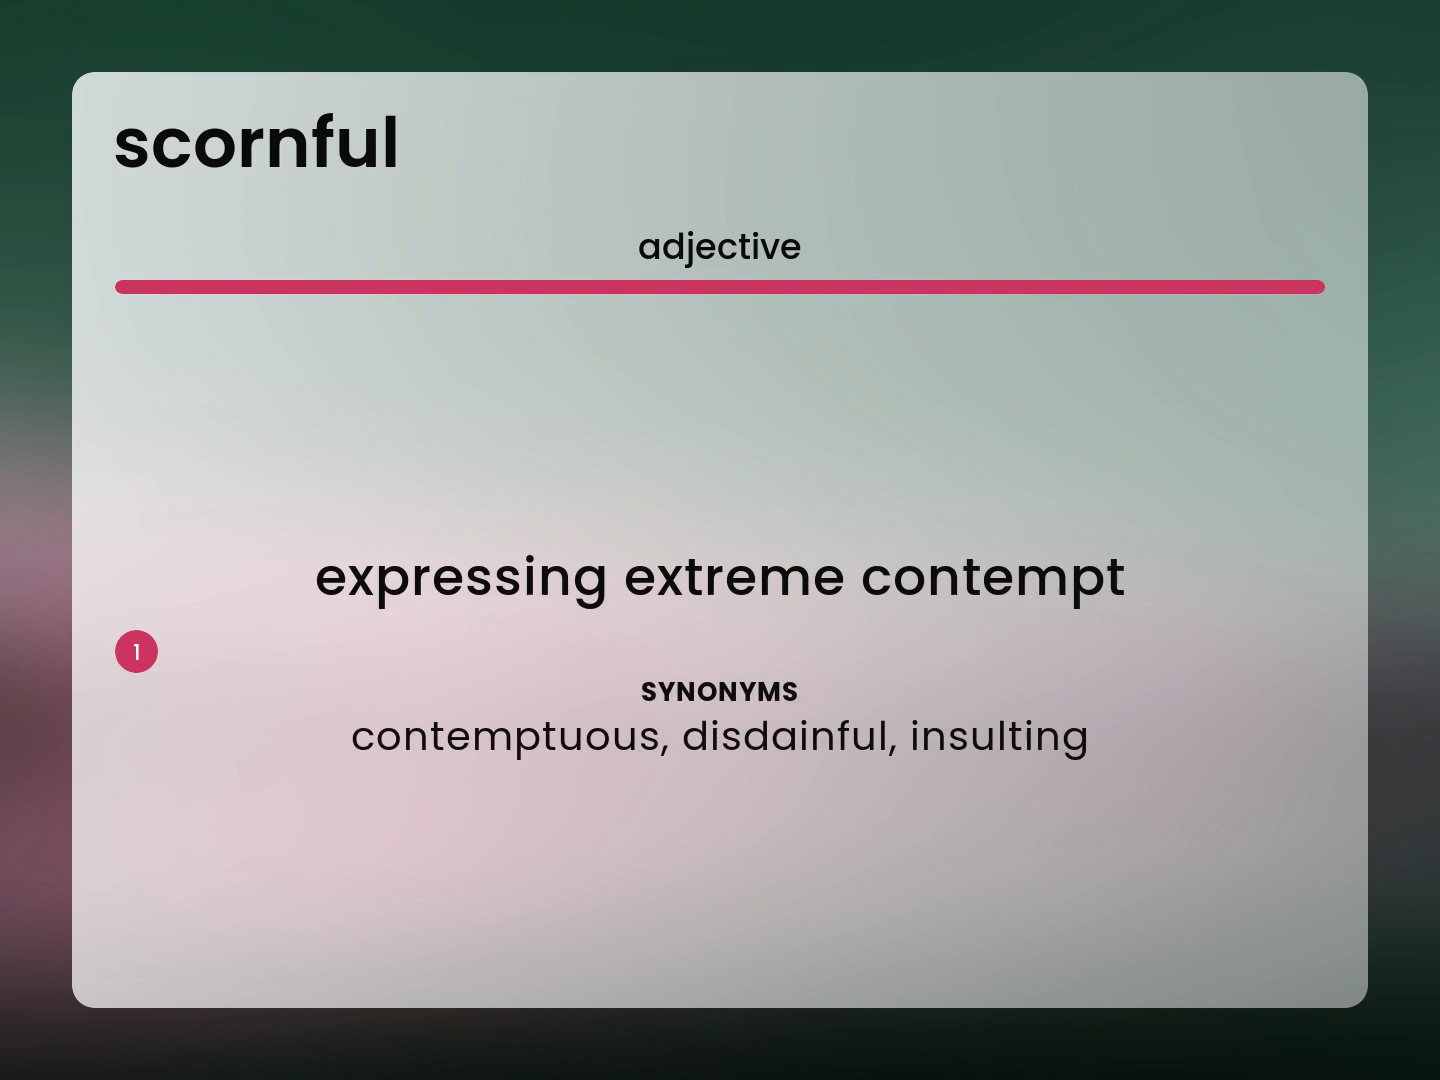 scornful
adjective
expressing extreme contempt
1
SYNONYMS
contemptuous, disdainful, insulting